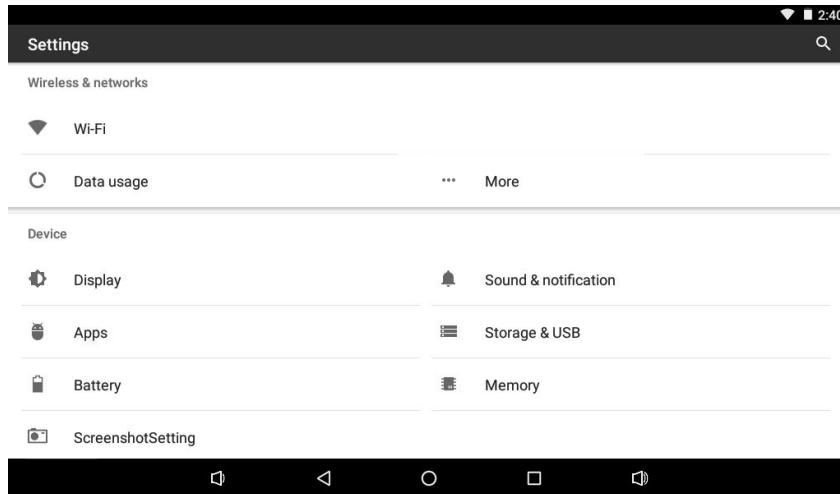 2:40
Settings
Wireless & networks
Wi-Fi
Data usage
More
Device
Display
Sound & notification
Apps
Storage & USB
Battery
Memory
ScreenshotSetting